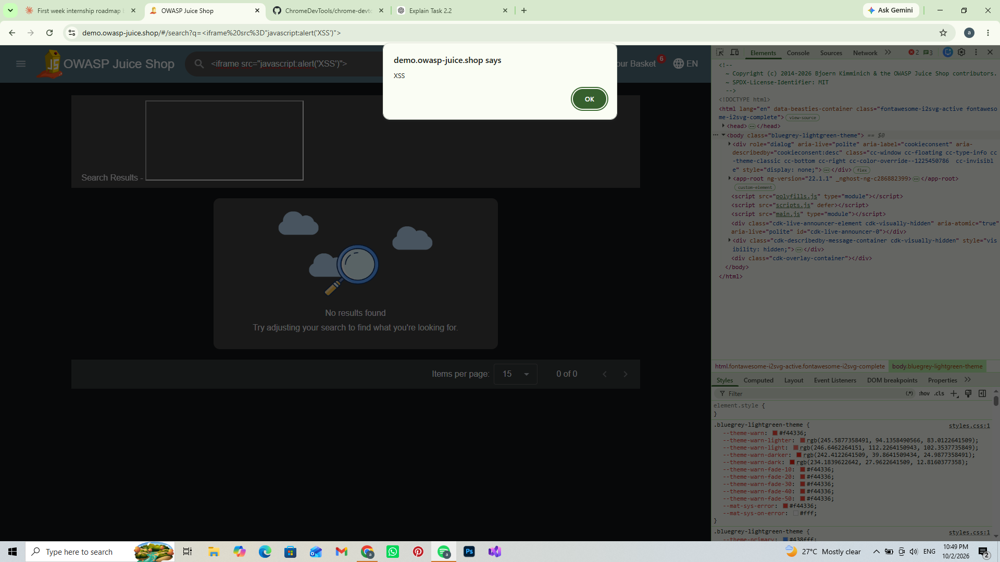 First week internship roadmap
OWASP Juice Shop
ChromeDevTools/chrome-devto
Explain Task 2.2
Ask Gemini
demo.owasp-juice.shop/#/search?q=<iframe%20src%3D"javascript:alert('XSS')">
a
OWASP Juice Shop
<iframe src="javascript:alert('XSS')">
our Basket
6
EN
demo.owasp-juice.shop says
XSS
OK
Search Results -
No results found
Try adjusting your search to find what you're looking for.
Items per page:
15
0 of 0
Elements
Console
Sources
Network
2
3
<!--
~ Copyright (c) 2014-2026 Bjoern Kimminich & the OWASP Juice Shop contributors.
~ SPDX-License-Identifier: MIT
-->
<!DOCTYPE html>
<html lang="en" data-beasties-container class="fontawesome-i2svg-active fontaweso
me-i2svg-complete"> view-source
<head> … </head>
… <body class="bluegrey-lightgreen-theme"> == $0
<div role="dialog" aria-live="polite" aria-label="cookieconsent" aria-
describedby="cookieconsent:desc" class="cc-window cc-floating cc-type-info cc
-theme-classic cc-bottom cc-right cc-color-override--1225450786  cc-invisibl
e" style="display: none;"> … </div> flex
<app-root ng-version="22.1.1" _nghost-ng-c286882399> … </app-root>
custom-element
<script src="polyfills.js" type="module"></script>
<script src="scripts.js" defer></script>
<script src="main.js" type="module"></script>
<div class="cdk-live-announcer-element cdk-visually-hidden" aria-atomic="true"
aria-live="polite" id="cdk-live-announcer-0"></div>
<div class="cdk-describedby-message-container cdk-visually-hidden" style="vis
ibility: hidden;"> … </div>
<div class="cdk-overlay-container"></div>
</body>
</html>
html.fontawesome-i2svg-active.fontawesome-i2svg-complete
body.bluegrey-lightgreen-theme
Styles
Computed
Layout
Event Listeners
DOM breakpoints
Properties
Filter
:hov
.cls
element.style {
}
.bluegrey-lightgreen-theme {
styles.css:1
--theme-warn: #f44336;
--theme-warn-lighter: rgb(245.5877358491, 94.1358490566, 83.0122641509);
--theme-warn-light: rgb(246.6462264151, 112.2264150943, 102.3537735849);
--theme-warn-darker: rgb(242.4122641509, 39.8641509434, 24.9877358491);
--theme-warn-dark: rgb(234.1839622642, 27.9622641509, 12.8160377358);
--theme-warn-fade-10: #f44336;
--theme-warn-fade-20: #f44336;
--theme-warn-fade-30: #f44336;
--theme-warn-fade-40: #f44336;
--theme-warn-fade-50: #f44336;
--mat-sys-error: #f44336;
--mat-sys-on-error: #fff;
}
.bluegrey-lightgreen-theme {
styles.css:1
--theme-primary: #438fff;
Type here to search
Ps
27°C Mostly clear
ENG
10:49 PM
10/2/2026
2